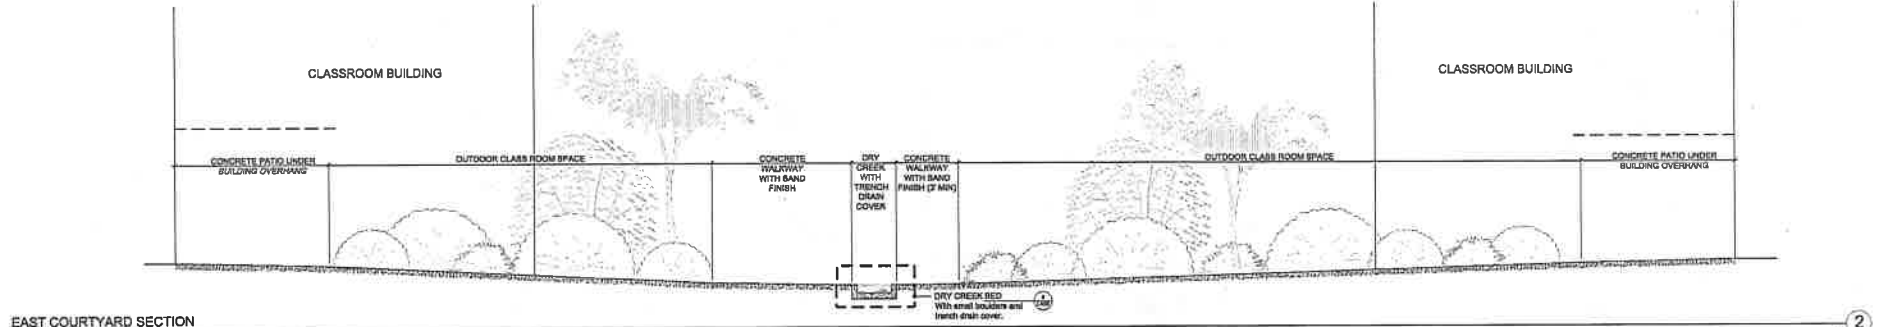 CLASSROOM BUILDING
CLASSROOM BUILDING
CONCRETE PATIO UNDER
BUILDING OVERHANG
OUTDOOR CLASS ROOM SPACE
CONCRETE
WALKWAY
WITH SAND
FINISH
DRY
CREEK
WITH
TRENCH
DRAIN
COVER
CONCRETE
WALKWAY
WITH SAND
FINISH (3' MIN)
OUTDOOR CLASS ROOM SPACE
CONCRETE PATIO UNDER
BUILDING OVERHANG
DRY CREEK BED
With small boulders and
trench drain cover.
EAST COURTYARD SECTION
2